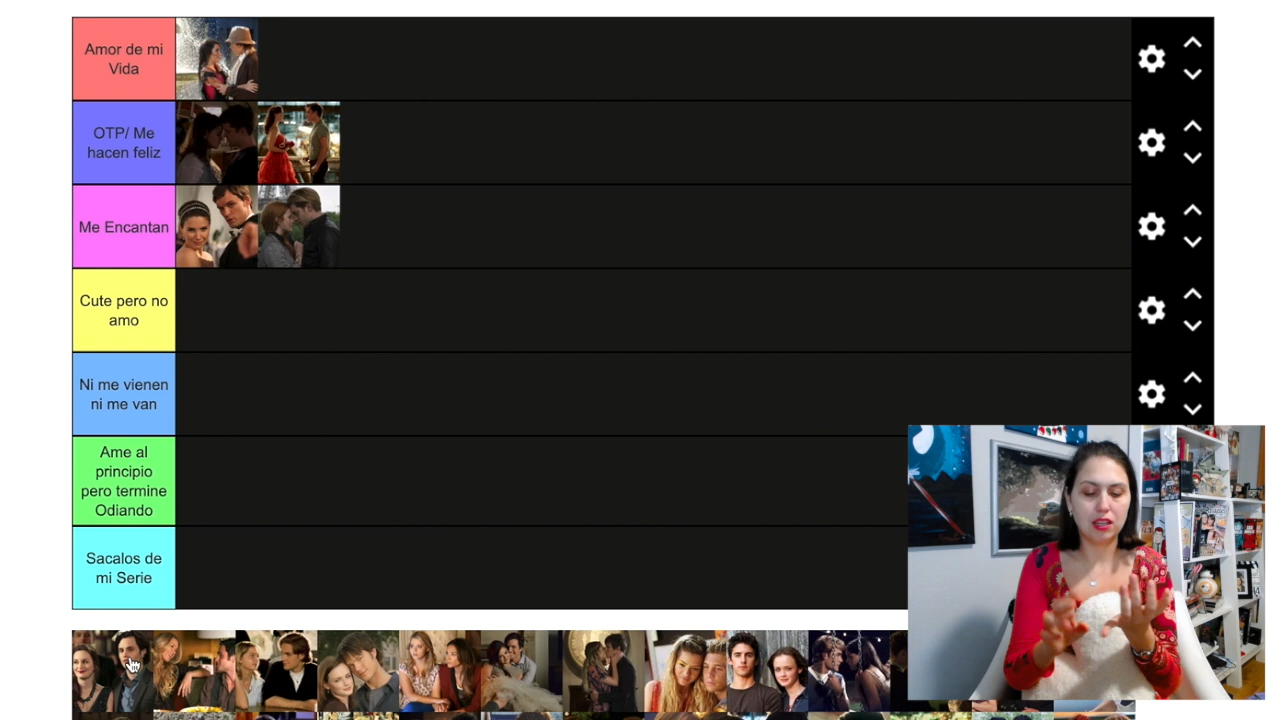 Amor de mi
Vida
OTP/ Me
hacen feliz
Me Encantan
Cute pero no
amo
Ni me vienen
ni me van
Ame al
principio
pero termine
Odiando
Sacalos de
mi Serie